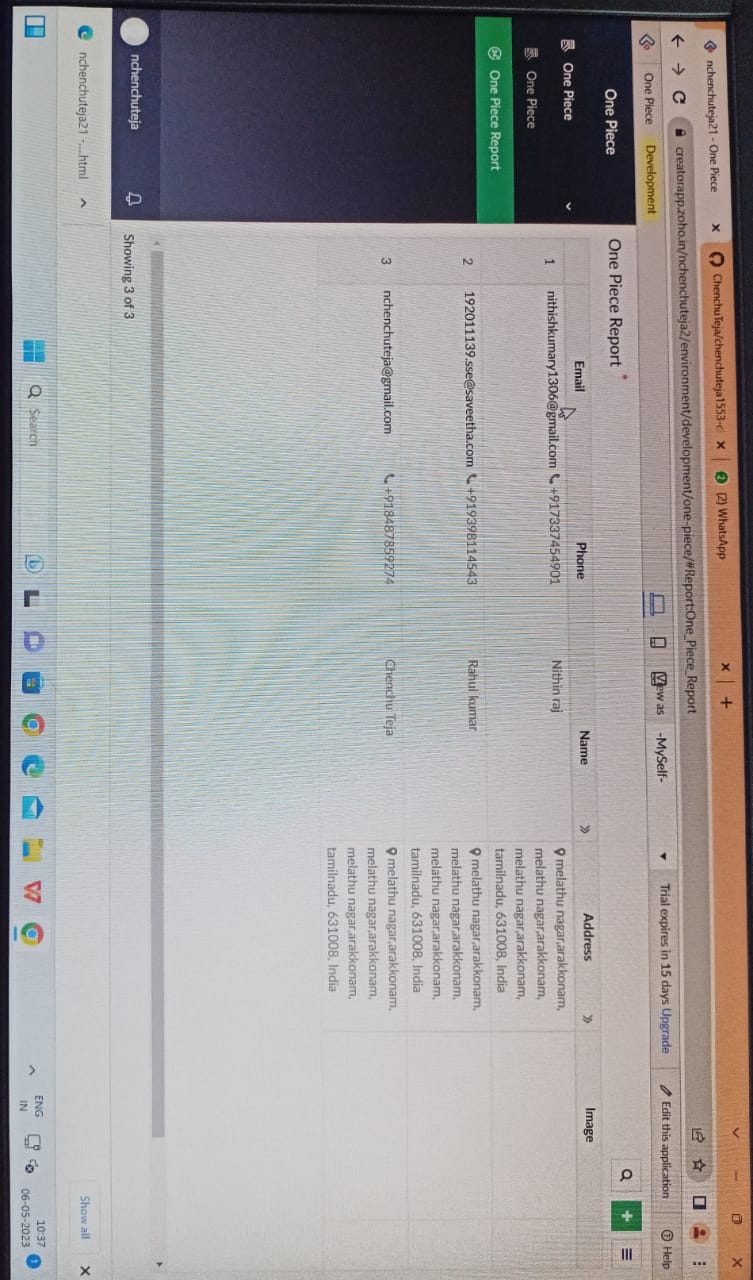 nchenchuteja21 - One Piece
ChenchuTeja/chenchuteja1553-c
(2) WhatsApp
creatorapp.zoho.in/nchenchuteja2/environment/development/one-piece/#Report:One_Piece_Report
One Piece Development
View as -MySelf- Trial expires in 15 days Upgrade Edit this application Help
One Piece
One Piece
One Piece
One Piece Report
nchenchuteja
One Piece Report *
Email Phone Name Address Image
1 nithishkumary1306@gmail.com +917337454901 Nithin raj melathu nagar,arakkonam,
melathu nagar,arakkonam,
melathu nagar,arakkonam,
tamilnadu, 631008, India
2 192011139.sse@saveetha.com +919398114543 Rahul kumar melathu nagar,arakkonam,
melathu nagar,arakkonam,
melathu nagar,arakkonam,
tamilnadu, 631008, India
3 nchenchuteja@gmail.com +918487859274 Chenchu Teja melathu nagar,arakkonam,
melathu nagar,arakkonam,
melathu nagar,arakkonam,
tamilnadu, 631008, India
Showing 3 of 3
nchenchuteja21 -....html
Show all
Search
ENG
IN
10:37
06-05-2023
1